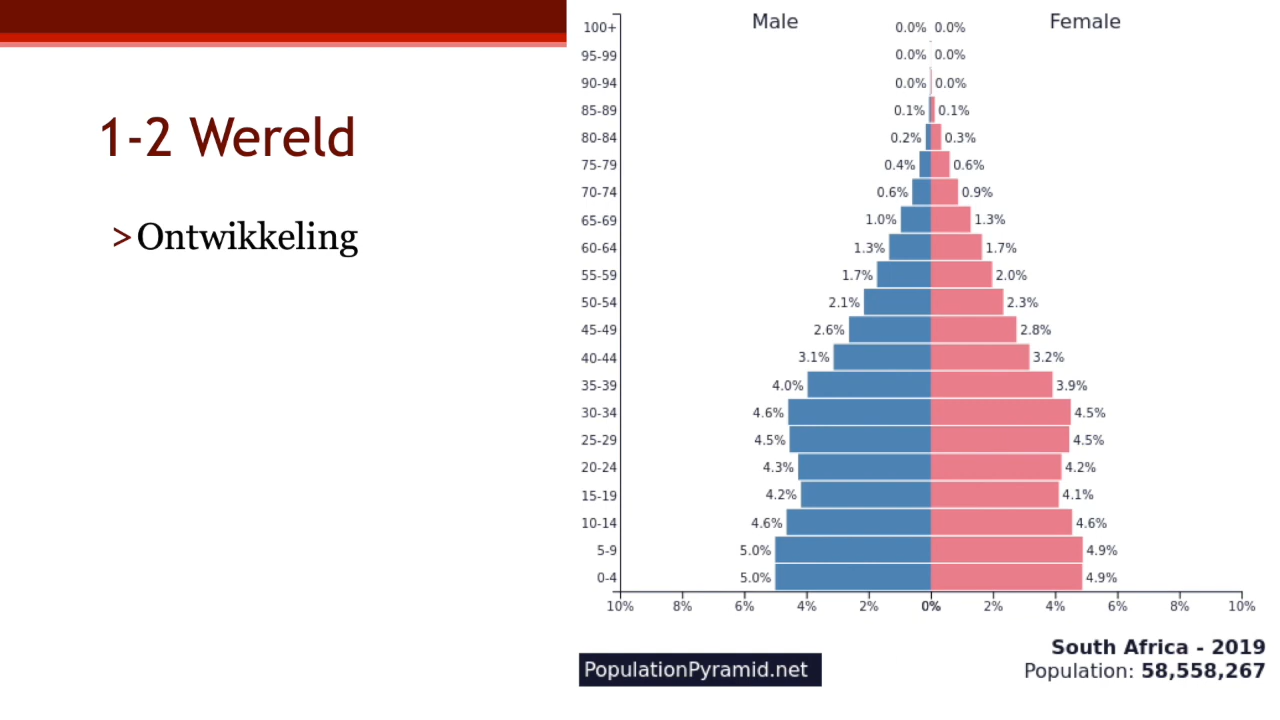 1-2 Wereld
>Ontwikkeling
Male Female
100+ 0.0% 0.0%
95-99 0.0% 0.0%
90-94 0.0% 0.0%
85-89 0.1% 0.1%
80-84 0.2% 0.3%
75-79 0.4% 0.6%
70-74 0.6% 0.9%
65-69 1.0% 1.3%
60-64 1.3% 1.7%
55-59 1.7% 2.0%
50-54 2.1% 2.3%
45-49 2.6% 2.8%
40-44 3.1% 3.2%
35-39 4.0% 3.9%
30-34 4.6% 4.5%
25-29 4.5% 4.5%
20-24 4.3% 4.2%
15-19 4.2% 4.1%
10-14 4.6% 4.6%
5-9 5.0% 4.9%
0-4 5.0% 4.9%
10% 8% 6% 4% 2% 0% 2% 4% 6% 8% 10%
South Africa - 2019
PopulationPyramid.net
Population: 58,558,267